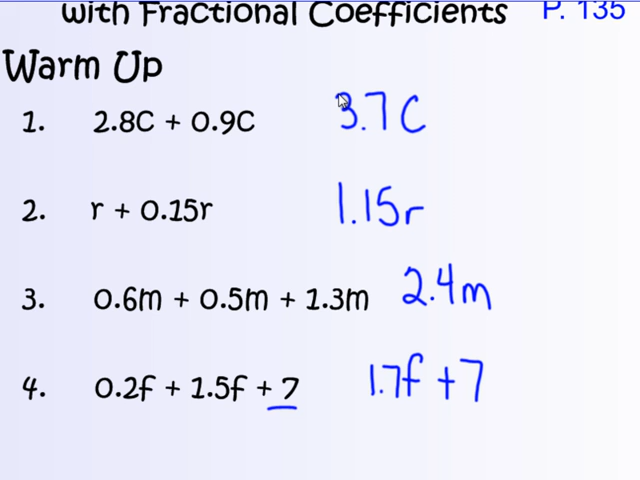 with Fractional Coefficients P. 135
Warm Up
1. 2.8C + 0.9C 3.7C
2. r + 0.15r 1.15r
3. 0.6m + 0.5m + 1.3m 2.4m
4. 0.2f + 1.5f + 7 1.7f + 7